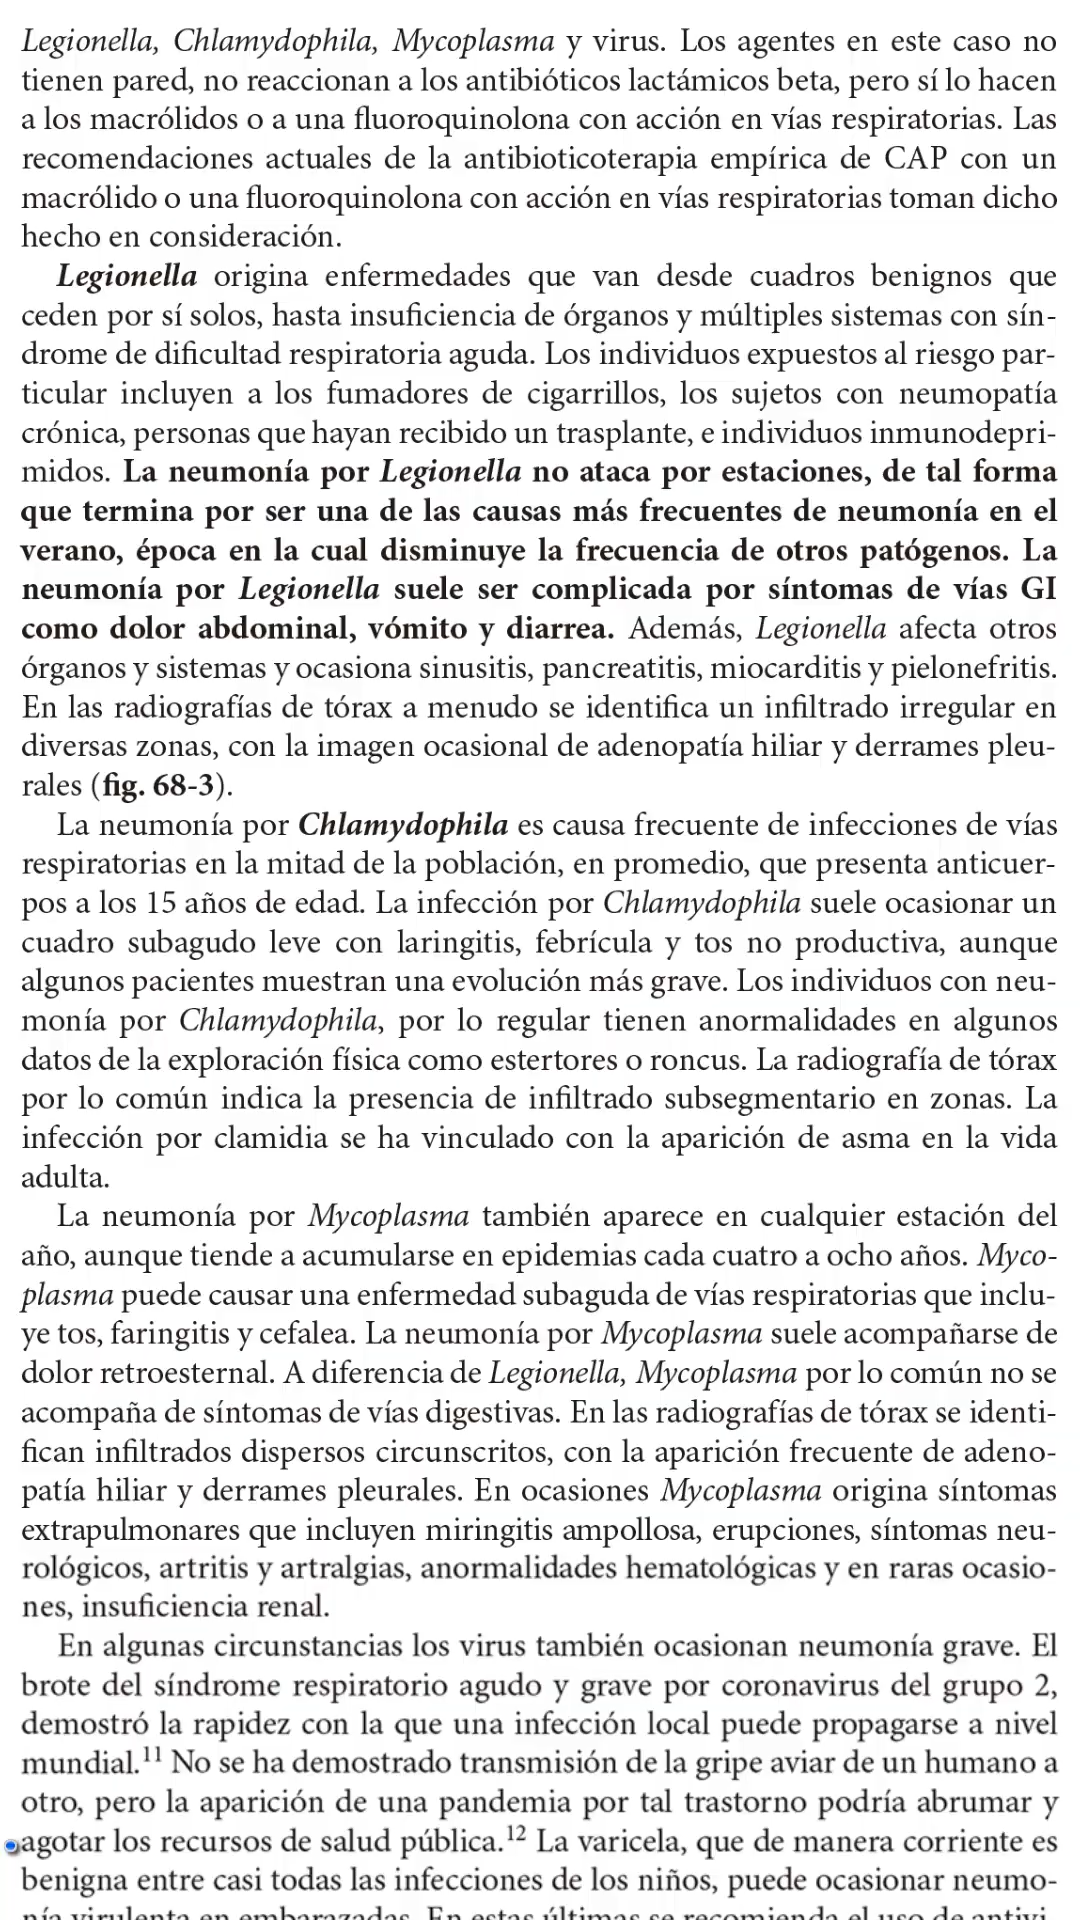 Legionella, Chlamydophila, Mycoplasma y virus. Los agentes en este caso no
tienen pared, no reaccionan a los antibióticos lactámicos beta, pero sí lo hacen
a los macrólidos o a una fluoroquinolona con acción en vías respiratorias. Las
recomendaciones actuales de la antibioticoterapia empírica de CAP con un
macrólido o una fluoroquinolona con acción en vías respiratorias toman dicho
hecho en consideración.
Legionella origina enfermedades que van desde cuadros benignos que
ceden por sí solos, hasta insuficiencia de órganos y múltiples sistemas con sín-
drome de dificultad respiratoria aguda. Los individuos expuestos al riesgo par-
ticular incluyen a los fumadores de cigarrillos, los sujetos con neumopatía
crónica, personas que hayan recibido un trasplante, e individuos inmunodepri-
midos. La neumonía por Legionella no ataca por estaciones, de tal forma
que termina por ser una de las causas más frecuentes de neumonía en el
verano, época en la cual disminuye la frecuencia de otros patógenos. La
neumonía por Legionella suele ser complicada por síntomas de vías GI
como dolor abdominal, vómito y diarrea. Además, Legionella afecta otros
órganos y sistemas y ocasiona sinusitis, pancreatitis, miocarditis y pielonefritis.
En las radiografías de tórax a menudo se identifica un infiltrado irregular en
diversas zonas, con la imagen ocasional de adenopatía hiliar y derrames pleu-
rales (fig. 68-3).
La neumonía por Chlamydophila es causa frecuente de infecciones de vías
respiratorias en la mitad de la población, en promedio, que presenta anticuer-
pos a los 15 años de edad. La infección por Chlamydophila suele ocasionar un
cuadro subagudo leve con laringitis, febrícula y tos no productiva, aunque
algunos pacientes muestran una evolución más grave. Los individuos con neu-
monía por Chlamydophila, por lo regular tienen anormalidades en algunos
datos de la exploración física como estertores o roncus. La radiografía de tórax
por lo común indica la presencia de infiltrado subsegmentario en zonas. La
infección por clamidia se ha vinculado con la aparición de asma en la vida
adulta.
La neumonía por Mycoplasma también aparece en cualquier estación del
año, aunque tiende a acumularse en epidemias cada cuatro a ocho años. Myco-
plasma puede causar una enfermedad subaguda de vías respiratorias que inclu-
ye tos, faringitis y cefalea. La neumonía por Mycoplasma suele acompañarse de
dolor retroesternal. A diferencia de Legionella, Mycoplasma por lo común no se
acompaña de síntomas de vías digestivas. En las radiografías de tórax se identi-
fican infiltrados dispersos circunscritos, con la aparición frecuente de adeno-
patía hiliar y derrames pleurales. En ocasiones Mycoplasma origina síntomas
extrapulmonares que incluyen miringitis ampollosa, erupciones, síntomas neu-
rológicos, artritis y artralgias, anormalidades hematológicas y en raras ocasio-
nes, insuficiencia renal.
En algunas circunstancias los virus también ocasionan neumonía grave. El
brote del síndrome respiratorio agudo y grave por coronavirus del grupo 2,
demostró la rapidez con la que una infección local puede propagarse a nivel
mundial.11 No se ha demostrado transmisión de la gripe aviar de un humano a
otro, pero la aparición de una pandemia por tal trastorno podría abrumar y
agotar los recursos de salud pública.12 La varicela, que de manera corriente es
benigna entre casi todas las infecciones de los niños, puede ocasionar neumo-
nía virulenta en embarazadas. En estas últimas se recomienda el uso de antivi-